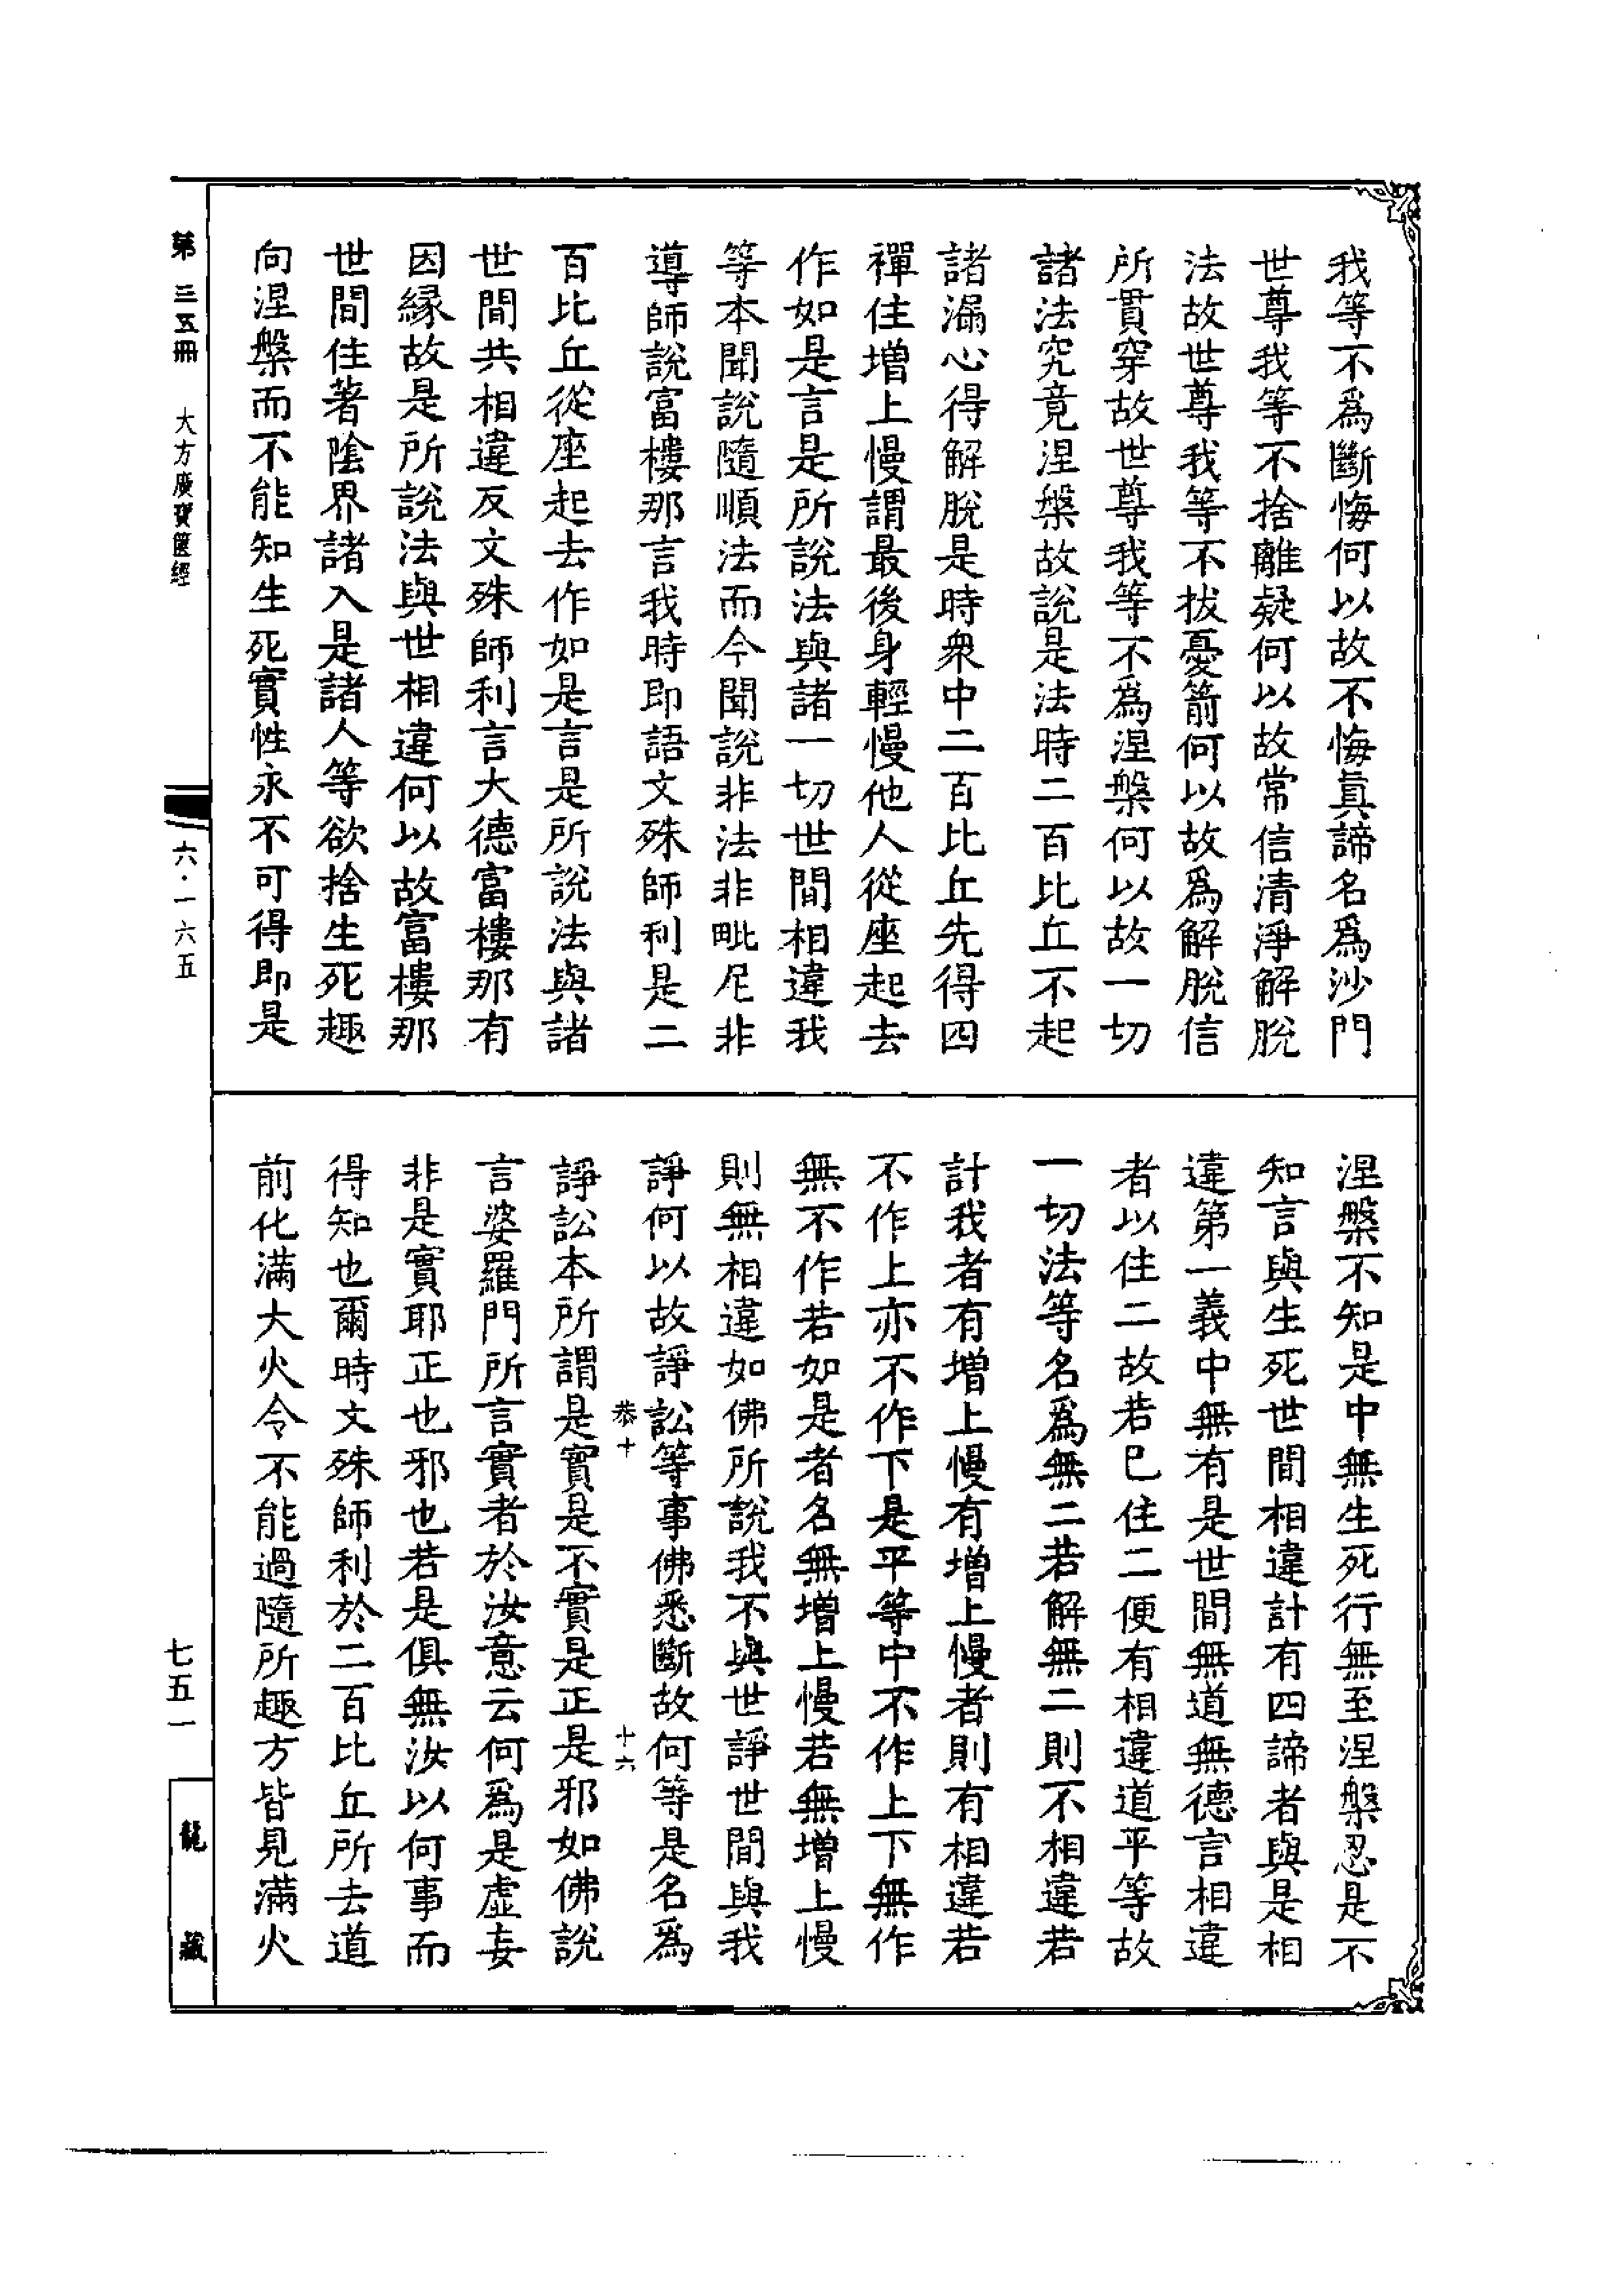 我等不爲斷悔何以故不悔眞諦名爲沙門
世尊我等不捨離疑何以故常信清淨解脫
法故世尊我等不拔憂箭何以故爲解脫信
所貫穿故世尊我等不爲涅槃何以故一切
諸法究竟涅槃故說是法時二百比丘不起
諸漏心得解脫是時衆中二百比丘先得四
禪住增上慢謂最後身輕慢他人從座起去
作如是言是所說法與諸一切世間相違我
等本聞說隨順法而今聞說非法非毗尼非
導師說富樓那言我時即語文殊師利是二
百比丘從座起去作如是言是所說法與諸
世間共相違反文殊師利言大德富樓那有
因緣故是所說法與世相違何以故富樓那
世間住著陰界諸入是諸人等欲捨生死趣
向涅槃而不能知生死實性永不可得即是
涅槃不知是中無生死行無至涅槃忍是不
知言與生死世間相違計有四諦者與是相
違第一義中無有是世間無道無德言相違
者以住二故若已住二便有相違道平等故
一切法等名爲無二若解無二則不相違若
計我者有增上慢有增上慢者則有相違若
不作上亦不作下是平等中不作上下無作
無不作若如是者名無增上慢若無增上慢
則無相違如佛所說我不與世諍世間與我
諍何以故諍訟等事佛悉斷故何等是名爲
恭十 十六
諍訟本所謂是實是不實是正是邪如佛說
言婆羅門所言實者於汝意云何爲是虛妄
非是實耶正也邪也若是俱無汝以何事而
得知也爾時文殊師利於二百比丘所去道
前化滿大火令不能過隨所趣方皆見滿火
第三五冊 大方廣寶篋經
六·一六五
七五一
龍藏